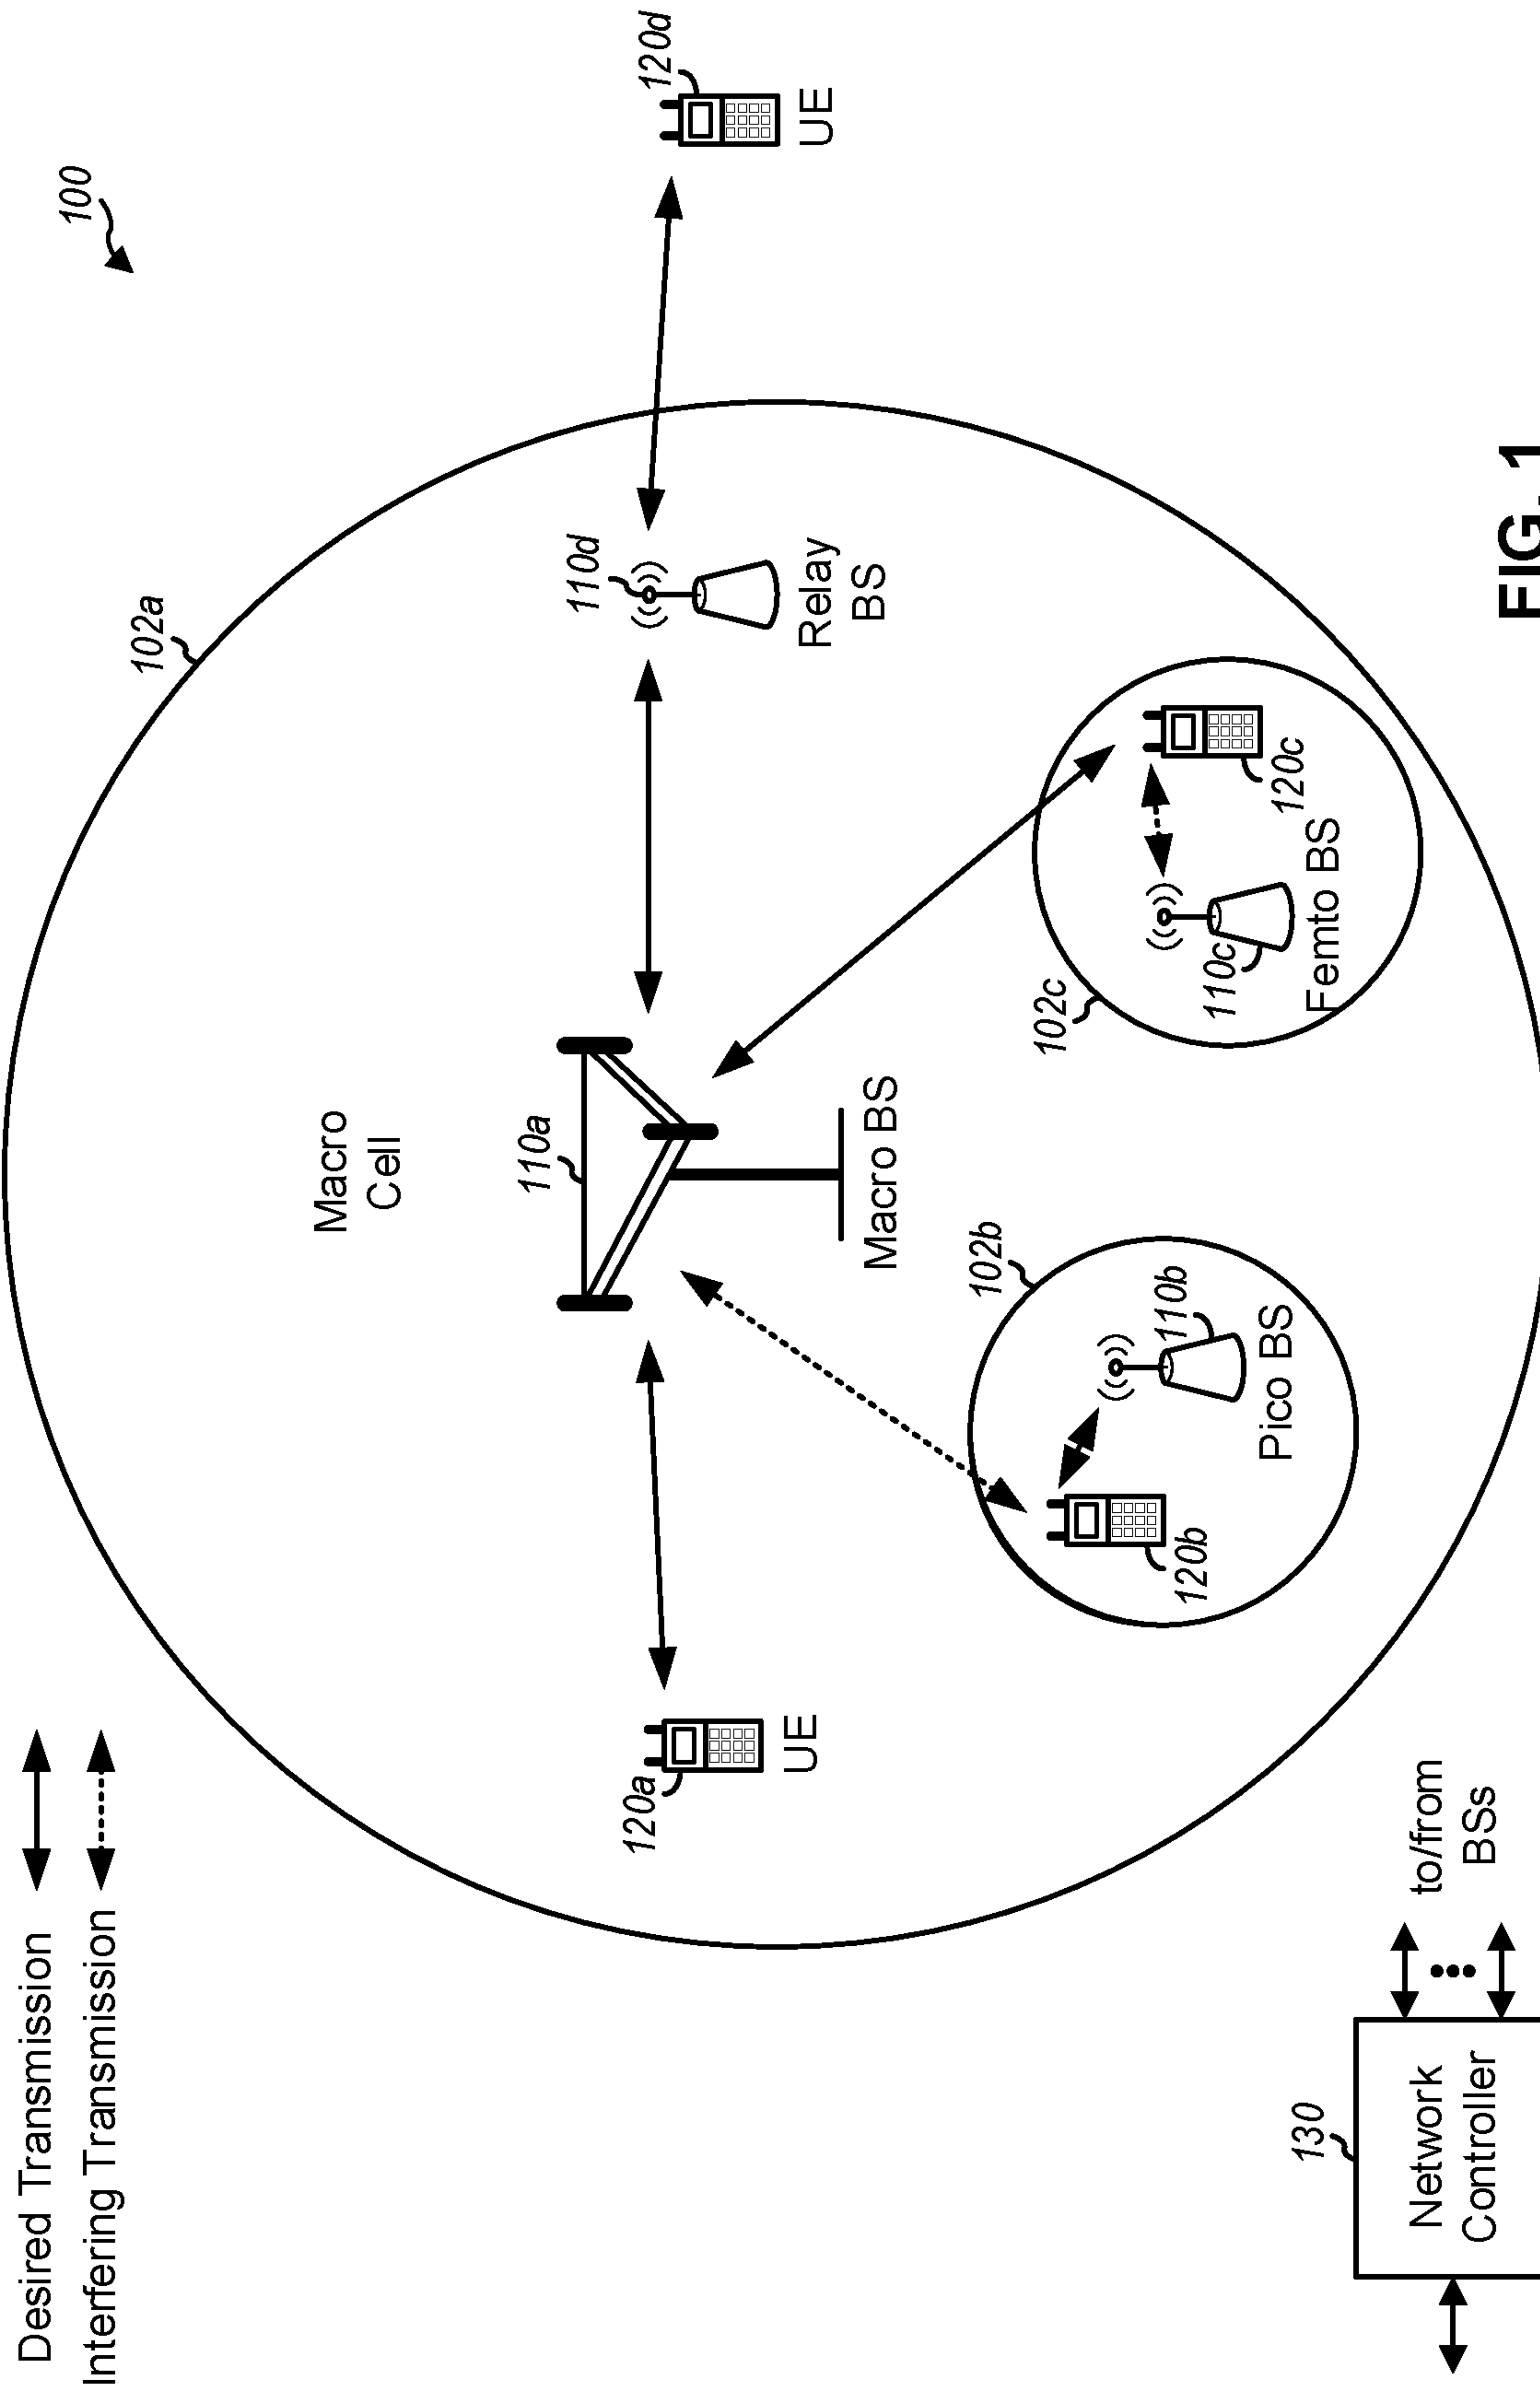 Desired Transmission
Interfering Transmission
100
102a
Macro
Cell
110a
Macro BS
120a
UE
110d
Relay
BS
120d
UE
102b
110b
Pico BS
120b
102c
110c
Femto BS
120c
130
Network
Controller
to/from
BSs
FIG. 1